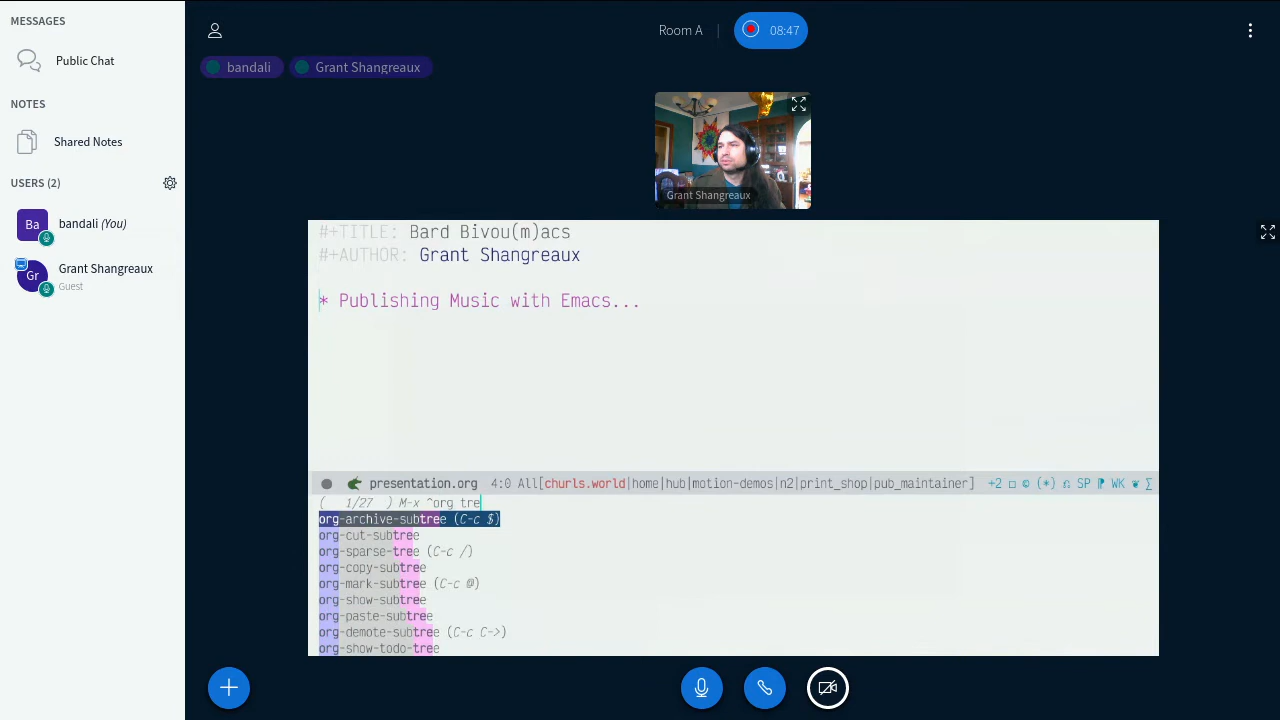 MESSAGES
Public Chat
NOTES
Shared Notes
USERS (2)
Ba
bandali (You)
Gr
Grant Shangreaux
Guest
Room A
08:47
bandali
Grant Shangreaux
Grant Shangreaux
#+TITLE: Bard Bivou(m)acs
#+AUTHOR: Grant Shangreaux
* Publishing Music with Emacs...
presentation.org 4:0 All[churls.world|home|hub|motion-demos|n2|print_shop|pub_maintainer] +2 □ © (*) Ω SP ⁋ WK ❦ ∑
( 1/27 ) M-x ^org tre
org-archive-subtree (C-c $)
org-cut-subtree
org-sparse-tree (C-c /)
org-copy-subtree
org-mark-subtree (C-c @)
org-show-subtree
org-paste-subtree
org-demote-subtree (C-c C->)
org-show-todo-tree